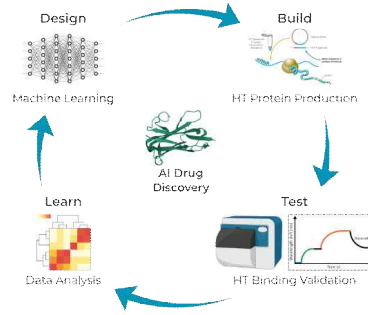 Design
Build
Machine Learning
HT Protein Production
AI Drug
Discovery
Learn
Test
Data Analysis
HT Binding Validation